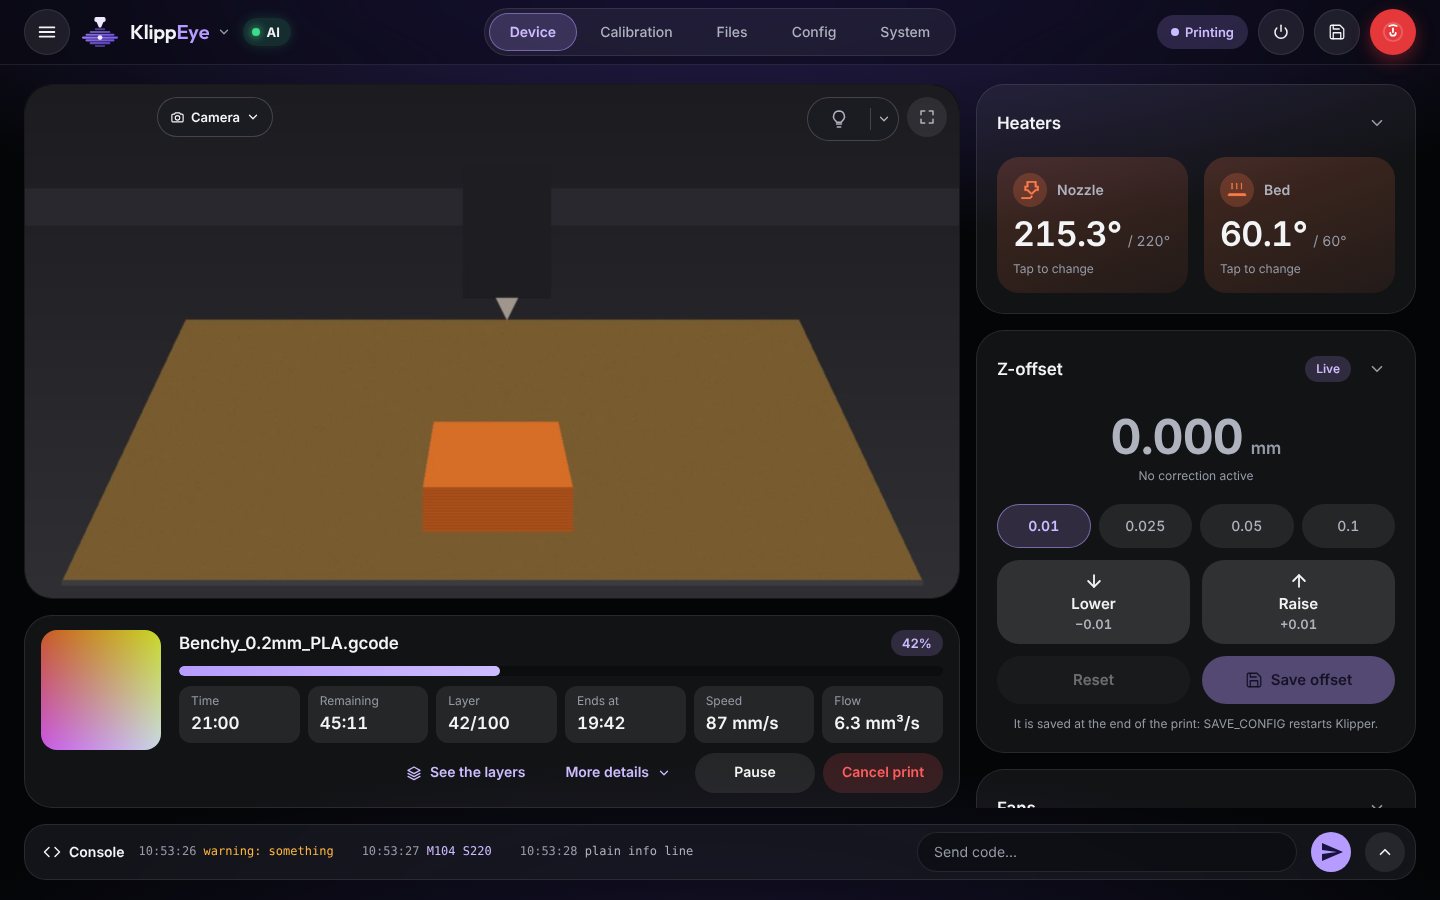 KlippEye
AI
Device
Calibration
Files
Config
System
Printing
Camera
Heaters
Nozzle
215.3° / 220°
Tap to change
Bed
60.1° / 60°
Tap to change
Z-offset
Live
0.000 mm
No correction active
0.01
0.025
0.05
0.1
Lower
−0.01
Raise
+0.01
Reset
Save offset
It is saved at the end of the print: SAVE_CONFIG restarts Klipper.
Fans
Benchy_0.2mm_PLA.gcode
42%
Time
21:00
Remaining
45:11
Layer
42/100
Ends at
19:42
Speed
87 mm/s
Flow
6.3 mm³/s
See the layers
More details
Pause
Cancel print
Console
10:53:26 warning: something
10:53:27 M104 S220
10:53:28 plain info line
Send code...